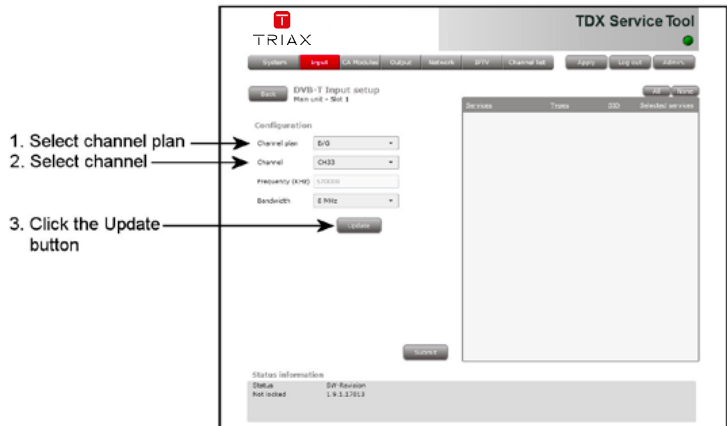 TRIAX
TDX Service Tool
System Input CA Modules Output Network IPTV Channel list Apply Log out Admin.
Back DVB-T Input setup
Main unit - Slot 1
All None
Services Types SID Selected services
Configuration
1. Select channel plan Channel plan B/G
2. Select channel Channel CH33
Frequency (KHz) 570000
Bandwidth 8 MHz
3. Click the Update button Update
Submit
Status information
Status SW-Revision
Not locked 1.9.1.17013